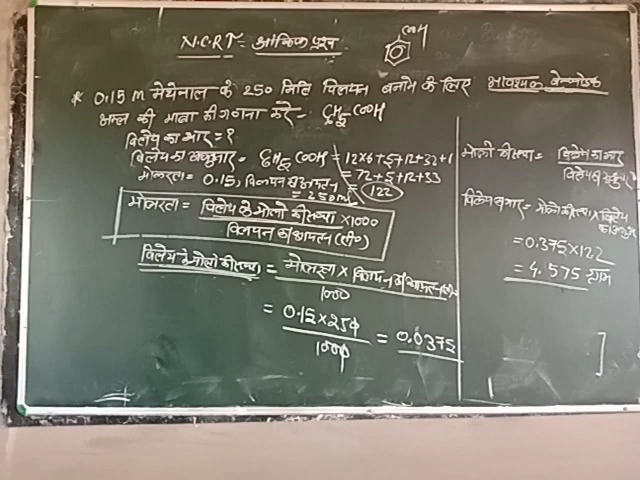 N.C.R.T = आंकिक प्रश्न
COOH
* 0.15 M मेथेनाल के 250 मिलि विलयन बनाने के लिए आवश्यक बेन्जोइक
अम्ल की मात्रा की गणना करे - C6H5COOH
विलेय का भार = ?
विलेय का अणुभार = C6H5COOH = 12×6+5+12+32+1
= 72+5+12+33
मोलरता = 0.15, विलयन का आयतन = 122
= 250ml
मोलरता = विलेय के मोलो की संख्या ×1000
विलयन का आयतन (ली०)
विलेय के मोलो की संख्या = मोलरता × विलयन का आयतन
1000
= 0.15×250
1000
= 0.0375
मोलो की संख्या = विलेय का भार
विलेय का अणुभार
विलेय का भार = मोलो की संख्या × विलेय का अणुभार
= 0.375×122
= 4.575 ग्राम